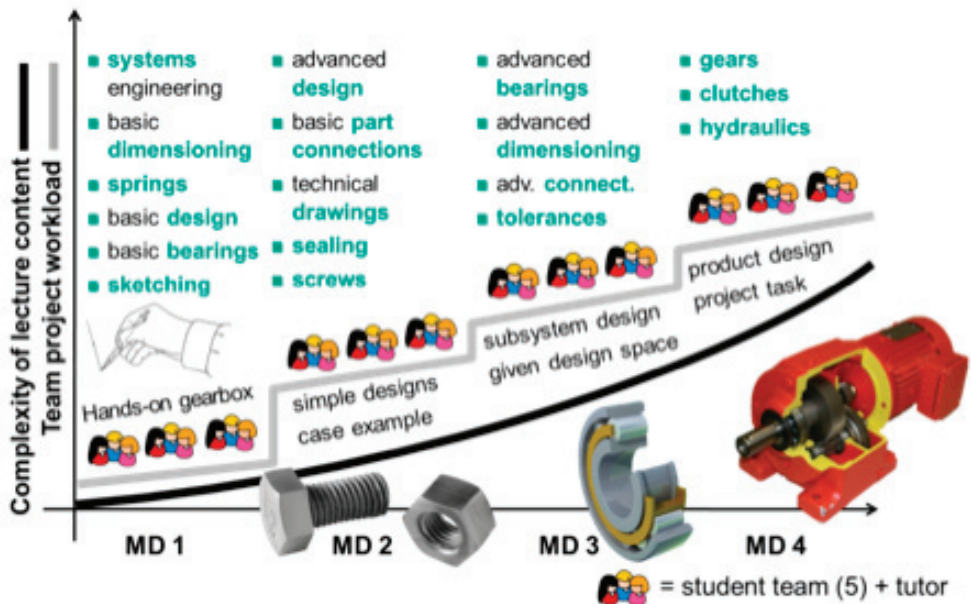 Complexity of lecture content
Team project workload
systems
engineering
basic
dimensioning
springs
basic design
basic bearings
sketching
advanced
design
basic part
connections
technical
drawings
sealing
screws
advanced
bearings
advanced
dimensioning
adv. connect.
tolerances
gears
clutches
hydraulics
Hands-on gearbox
simple designs
case example
subsystem design
given design space
product design
project task
MD 1
MD 2
MD 3
MD 4
= student team (5) + tutor